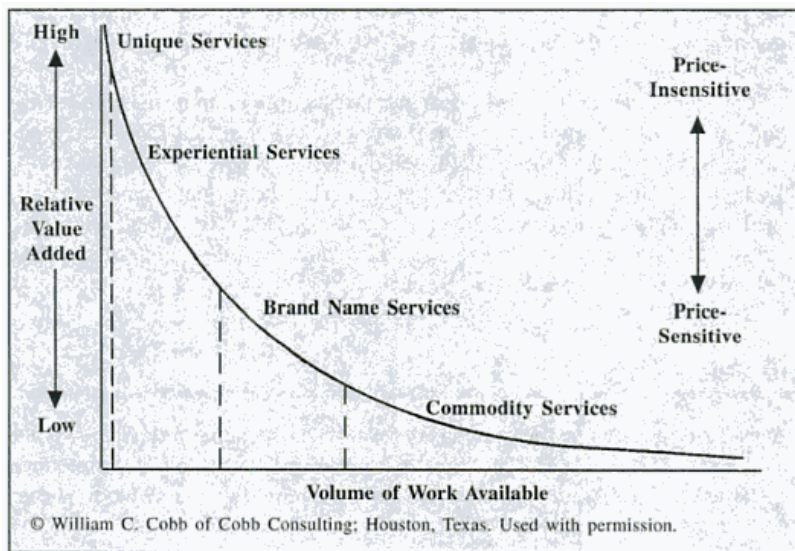 High
Unique Services
Price-
Insensitive
Experiential Services
Relative
Value
Added
Brand Name Services
Price-
Sensitive
Commodity Services
Low
Volume of Work Available
© William C. Cobb of Cobb Consulting; Houston, Texas. Used with permission.